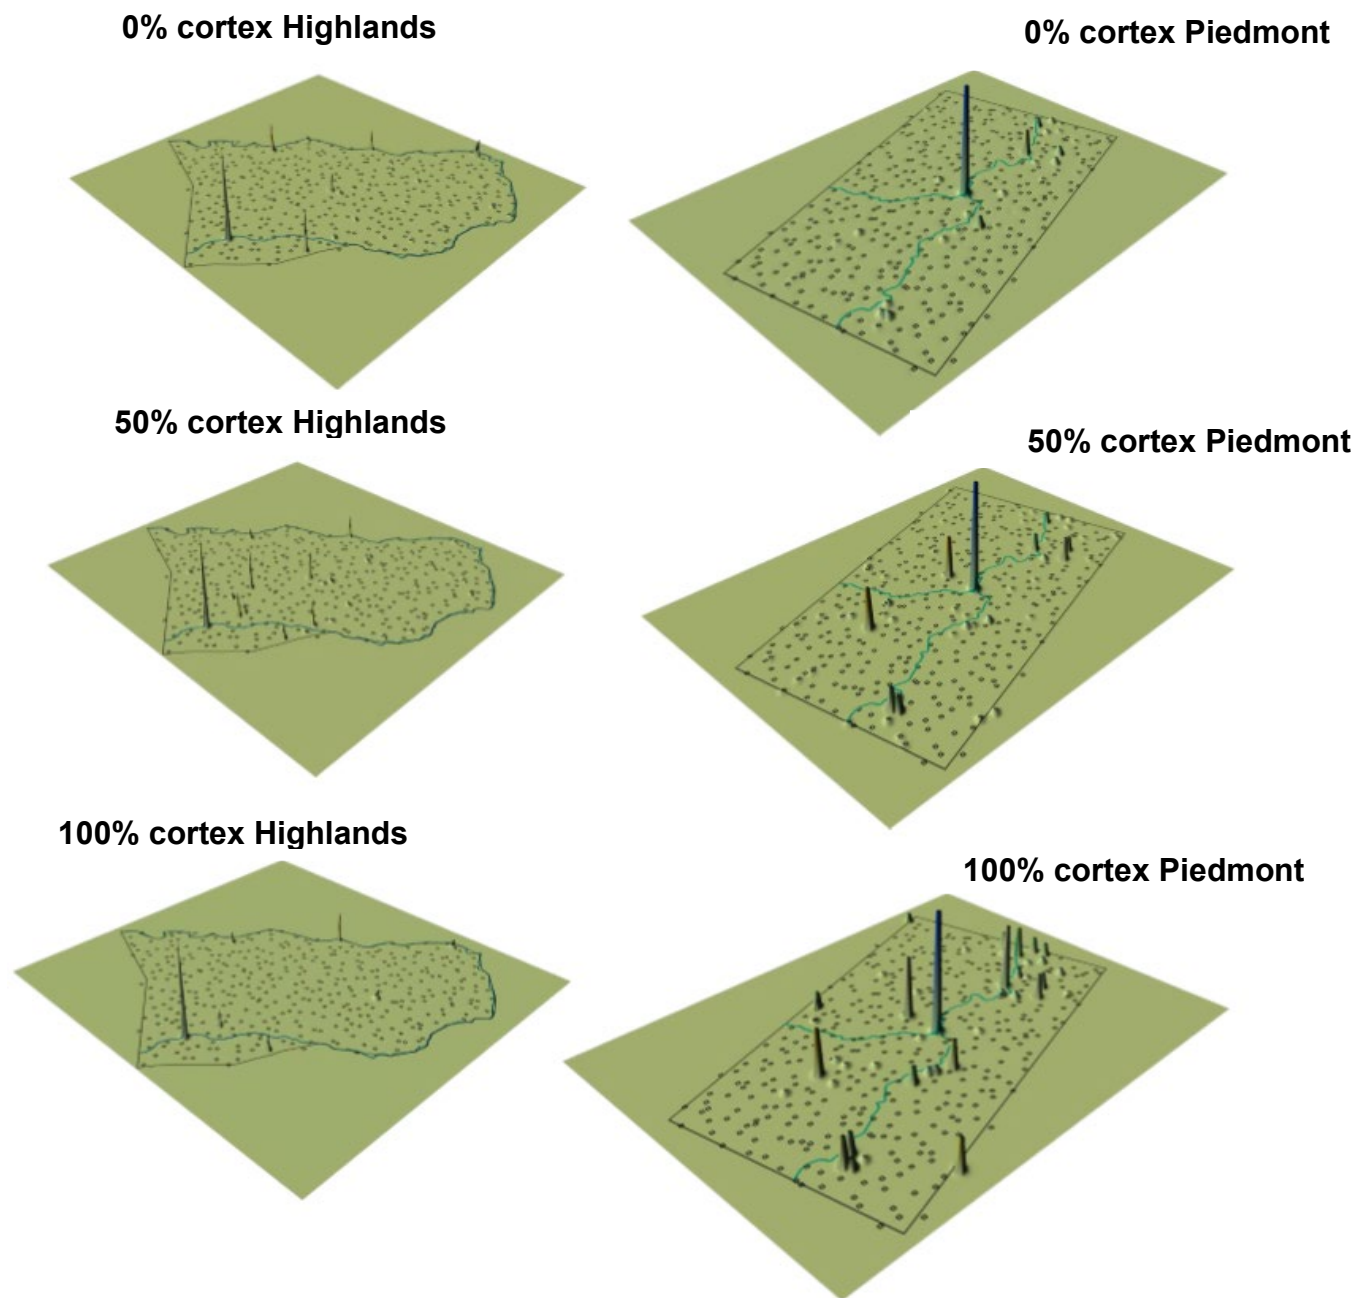 0% cortex Highlands
0% cortex Piedmont
50% cortex Highlands
50% cortex Piedmont
100% cortex Highlands
100% cortex Piedmont